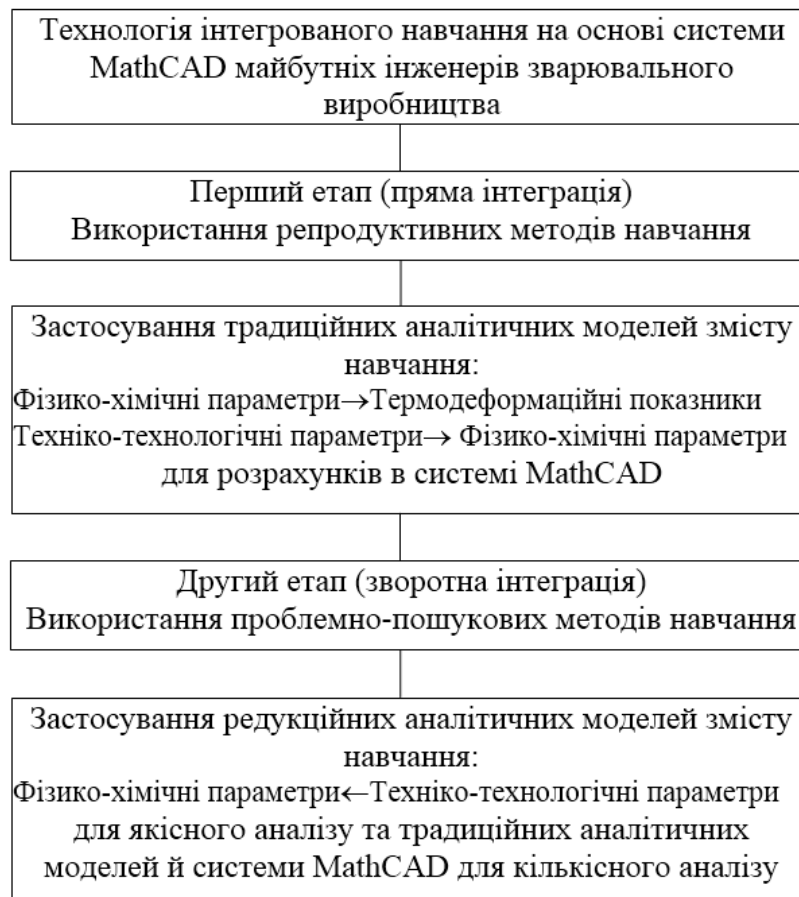 Технологія інтегрованого навчання на основі системи
MathCAD майбутніх інженерів зварювального
виробництва
Перший етап (пряма інтеграція)
Використання репродуктивних методів навчання
Застосування традиційних аналітичних моделей змісту
навчання:
Фізико-хімічні параметри→Термодеформаційні показники
Техніко-технологічні параметри→ Фізико-хімічні параметри
для розрахунків в системі MathCAD
Другий етап (зворотна інтеграція)
Використання проблемно-пошукових методів навчання
Застосування редукційних аналітичних моделей змісту
навчання:
Фізико-хімічні параметри←Техніко-технологічні параметри
для якісного аналізу та традиційних аналітичних
моделей й системи MathCAD для кількісного аналізу